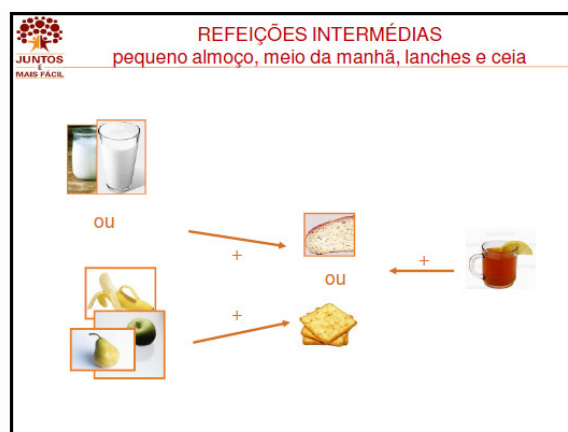 REFEIÇÕES INTERMÉDIAS
pequeno almoço, meio da manhã, lanches e ceia
JUNTOS
É
MAIS FÁCIL
ou
+
+
ou
+